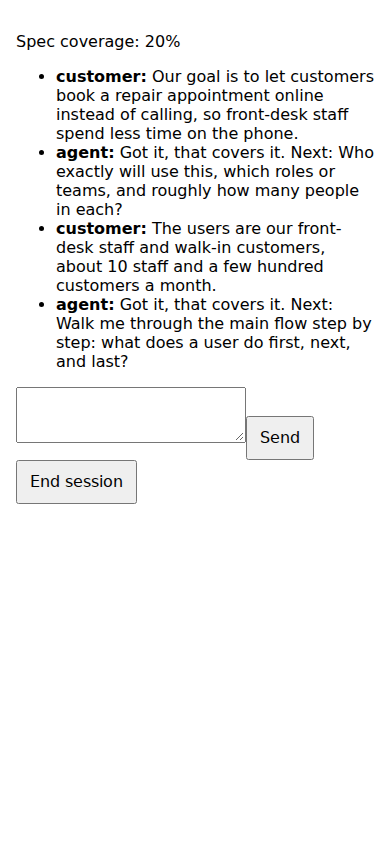 Spec coverage: 20%
customer: Our goal is to let customers
book a repair appointment online
instead of calling, so front-desk staff
spend less time on the phone.
agent: Got it, that covers it. Next: Who
exactly will use this, which roles or
teams, and roughly how many people
in each?
customer: The users are our front-
desk staff and walk-in customers,
about 10 staff and a few hundred
customers a month.
agent: Got it, that covers it. Next:
Walk me through the main flow step by
step: what does a user do first, next,
and last?
Send
End session